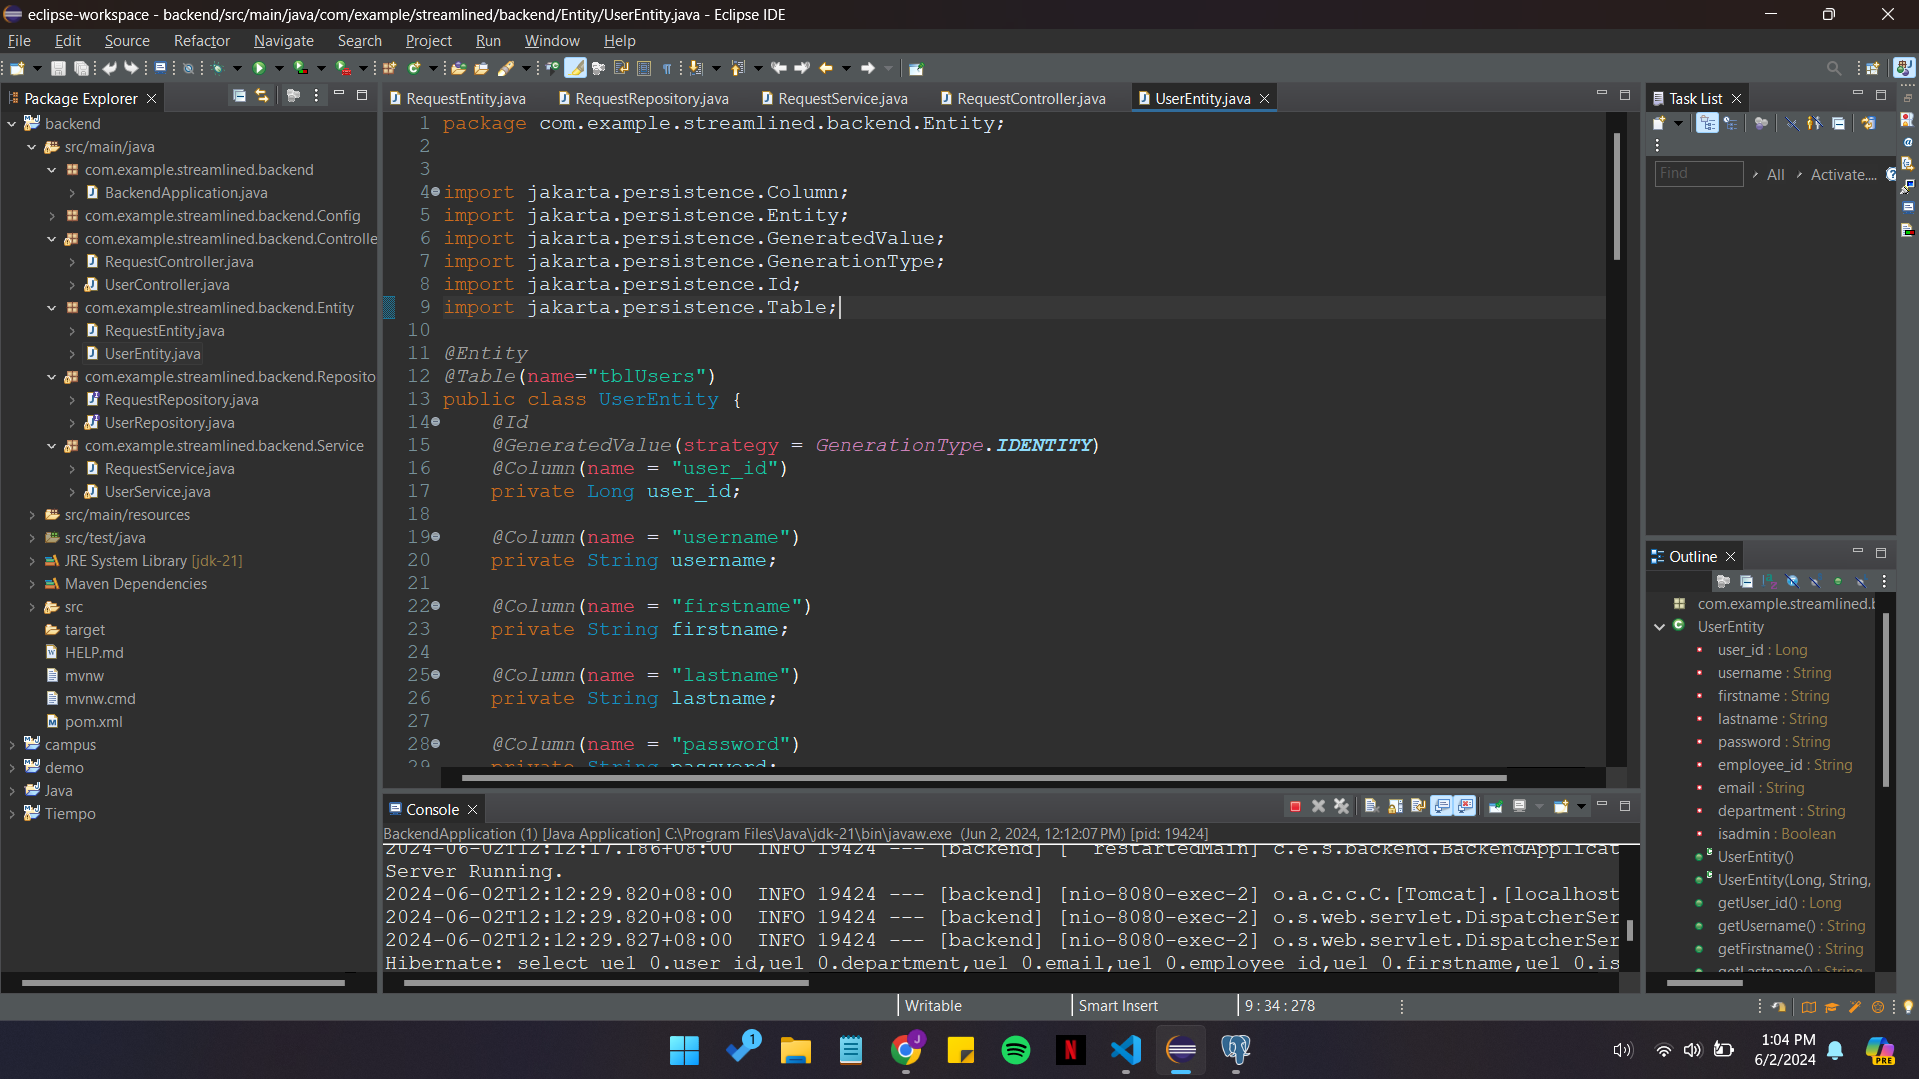 eclipse-workspace - backend/src/main/java/com/example/streamlined/backend/Entity/UserEntity.java - Eclipse IDE
File Edit Source Refactor Navigate Search Project Run Window Help
Package Explorer
backend
src/main/java
com.example.streamlined.backend
BackendApplication.java
com.example.streamlined.backend.Config
com.example.streamlined.backend.Controlle
RequestController.java
UserController.java
com.example.streamlined.backend.Entity
RequestEntity.java
UserEntity.java
com.example.streamlined.backend.Reposito
RequestRepository.java
UserRepository.java
com.example.streamlined.backend.Service
RequestService.java
UserService.java
src/main/resources
src/test/java
JRE System Library [jdk-21]
Maven Dependencies
src
target
HELP.md
mvnw
mvnw.cmd
pom.xml
campus
demo
Java
Tiempo
RequestEntity.java RequestRepository.java RequestService.java RequestController.java UserEntity.java
1 package com.example.streamlined.backend.Entity;
2
3
4 import jakarta.persistence.Column;
5 import jakarta.persistence.Entity;
6 import jakarta.persistence.GeneratedValue;
7 import jakarta.persistence.GenerationType;
8 import jakarta.persistence.Id;
9 import jakarta.persistence.Table;
10
11 @Entity
12 @Table(name="tblUsers")
13 public class UserEntity {
14 @Id
15 @GeneratedValue(strategy = GenerationType.IDENTITY)
16 @Column(name = "user_id")
17 private Long user_id;
18
19 @Column(name = "username")
20 private String username;
21
22 @Column(name = "firstname")
23 private String firstname;
24
25 @Column(name = "lastname")
26 private String lastname;
27
28 @Column(name = "password")
29 private String password;
Console
BackendApplication (1) [Java Application] C:\Program Files\Java\jdk-21\bin\javaw.exe (Jun 2, 2024, 12:12:07 PM) [pid: 19424]
2024-06-02T12:12:17.186+08:00 INFO 19424 --- [backend] [ restartedMain] c.e.s.backend.BackendApplicat
Server Running.
2024-06-02T12:12:29.820+08:00 INFO 19424 --- [backend] [nio-8080-exec-2] o.a.c.c.C.[Tomcat].[localhost
2024-06-02T12:12:29.820+08:00 INFO 19424 --- [backend] [nio-8080-exec-2] o.s.web.servlet.DispatcherSer
2024-06-02T12:12:29.827+08:00 INFO 19424 --- [backend] [nio-8080-exec-2] o.s.web.servlet.DispatcherSer
Hibernate: select ue1_0.user_id,ue1_0.department,ue1_0.email,ue1_0.employee_id,ue1_0.firstname,ue1_0.is
Task List
Find All Activate...
Outline
com.example.streamlined.b
UserEntity
user_id : Long
username : String
firstname : String
lastname : String
password : String
employee_id : String
email : String
department : String
isadmin : Boolean
UserEntity()
UserEntity(Long, String,
getUser_id() : Long
getUsername() : String
getFirstname() : String
getLastname() : String
Writable Smart Insert 9 : 34 : 278
1
J
N
PRE
1:04 PM
6/2/2024